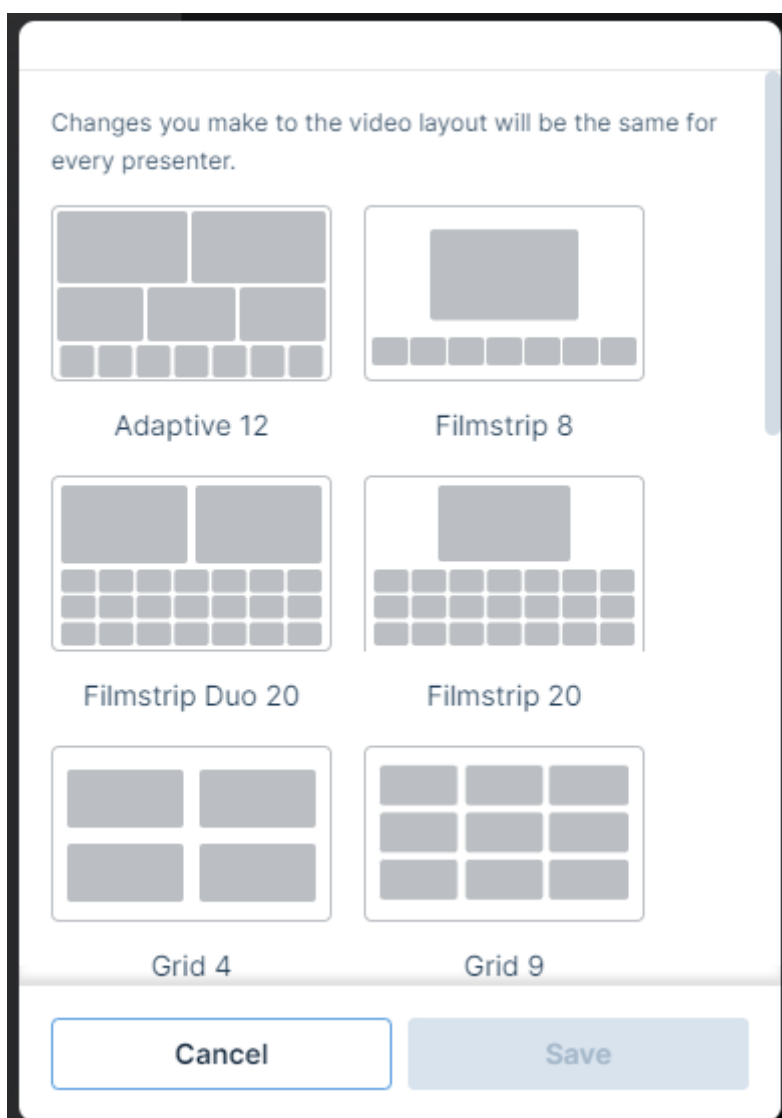 Changes you make to the video layout will be the same for
every presenter.
Adaptive 12
Filmstrip 8
Filmstrip Duo 20
Filmstrip 20
Grid 4
Grid 9
Cancel
Save